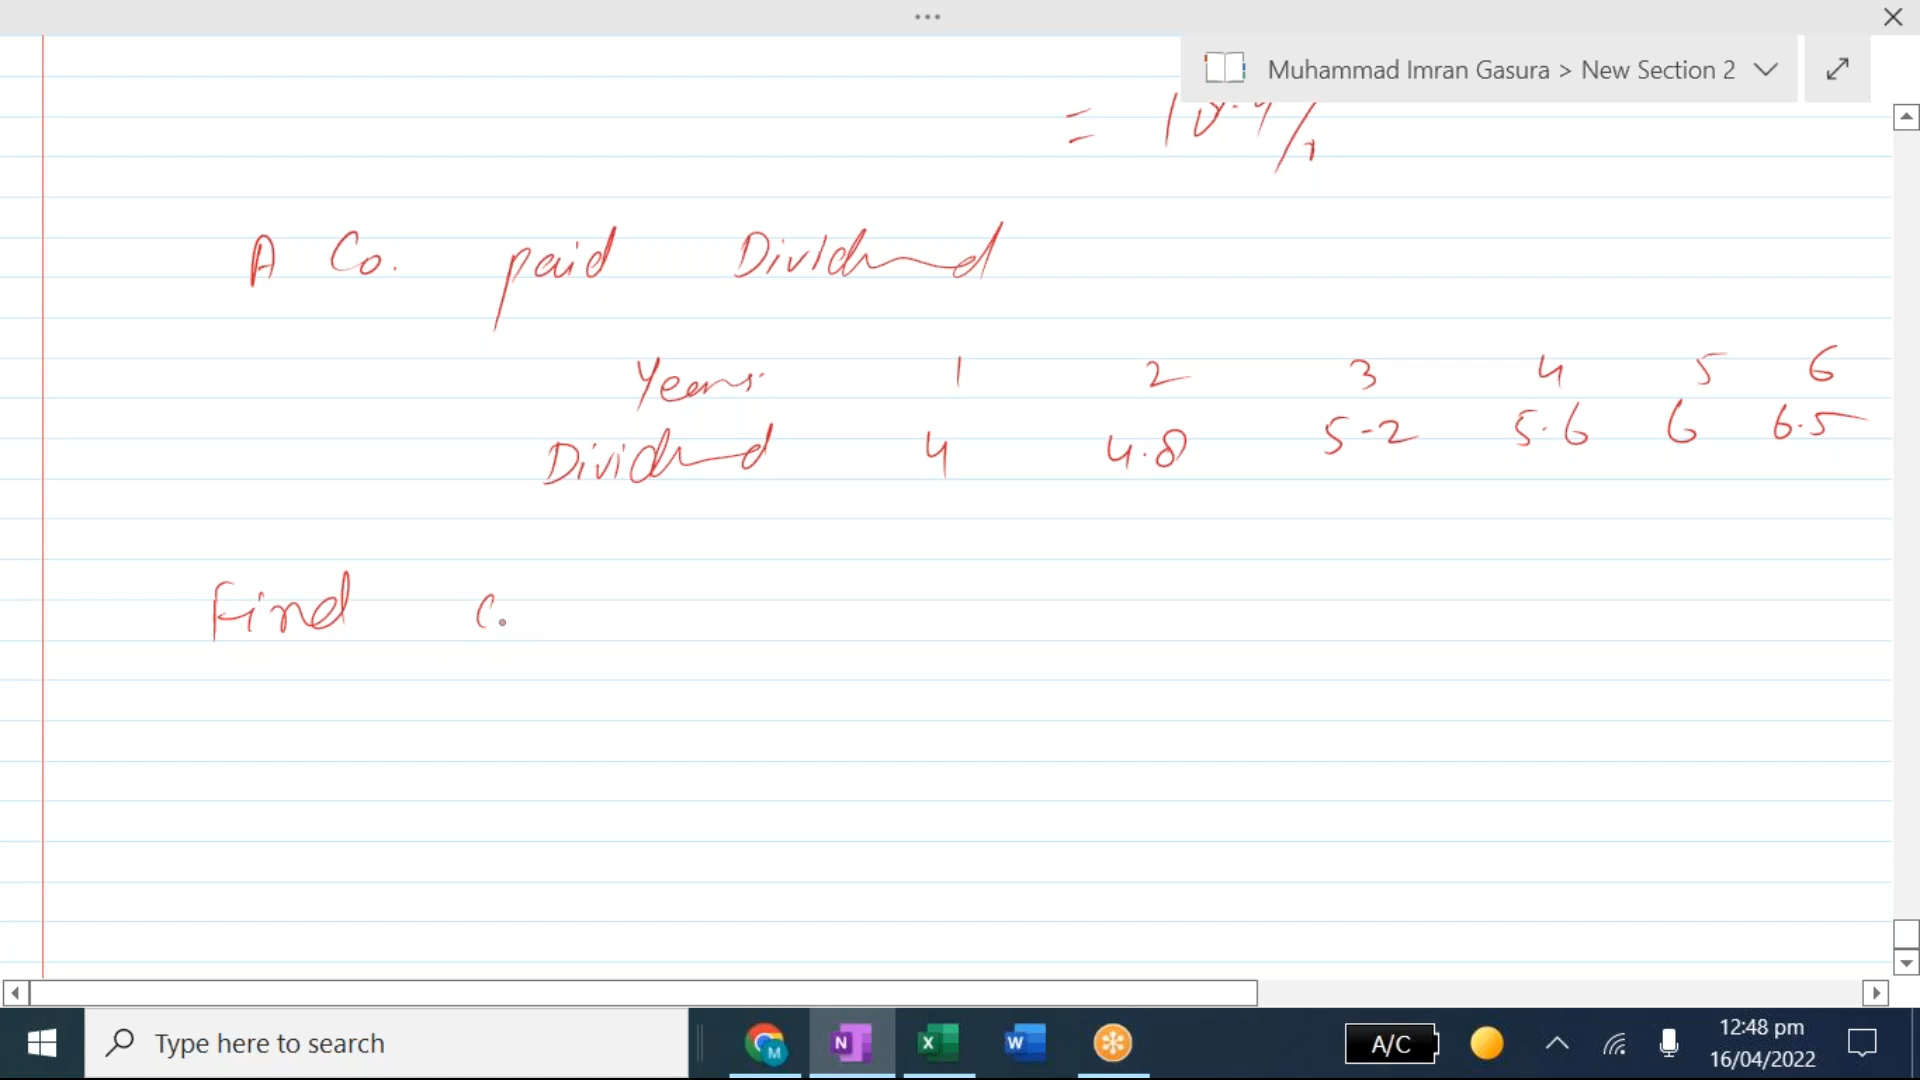 Muhammad Imran Gasura > New Section 2
=
A Co. paid Dividend
Years 1 2 3 4 5 6
Dividend 4 4.8 5.2 5.6 6 6.5
Find
Type here to search
A/C
12:48 pm
16/04/2022